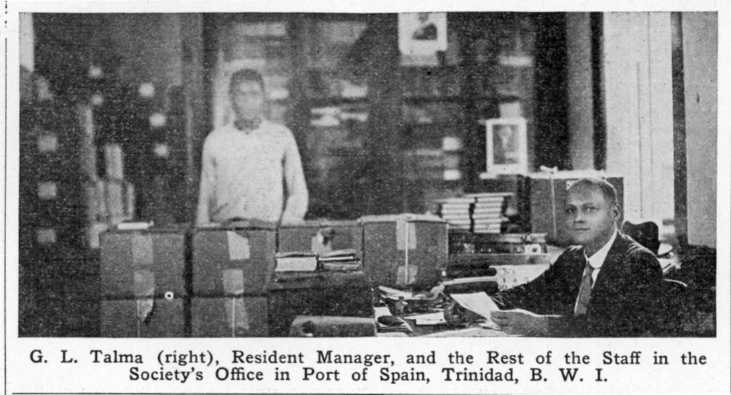 G. L. Talma (right), Resident Manager, and the Rest of the Staff in the
Society's Office in Port of Spain, Trinidad, B. W. I.